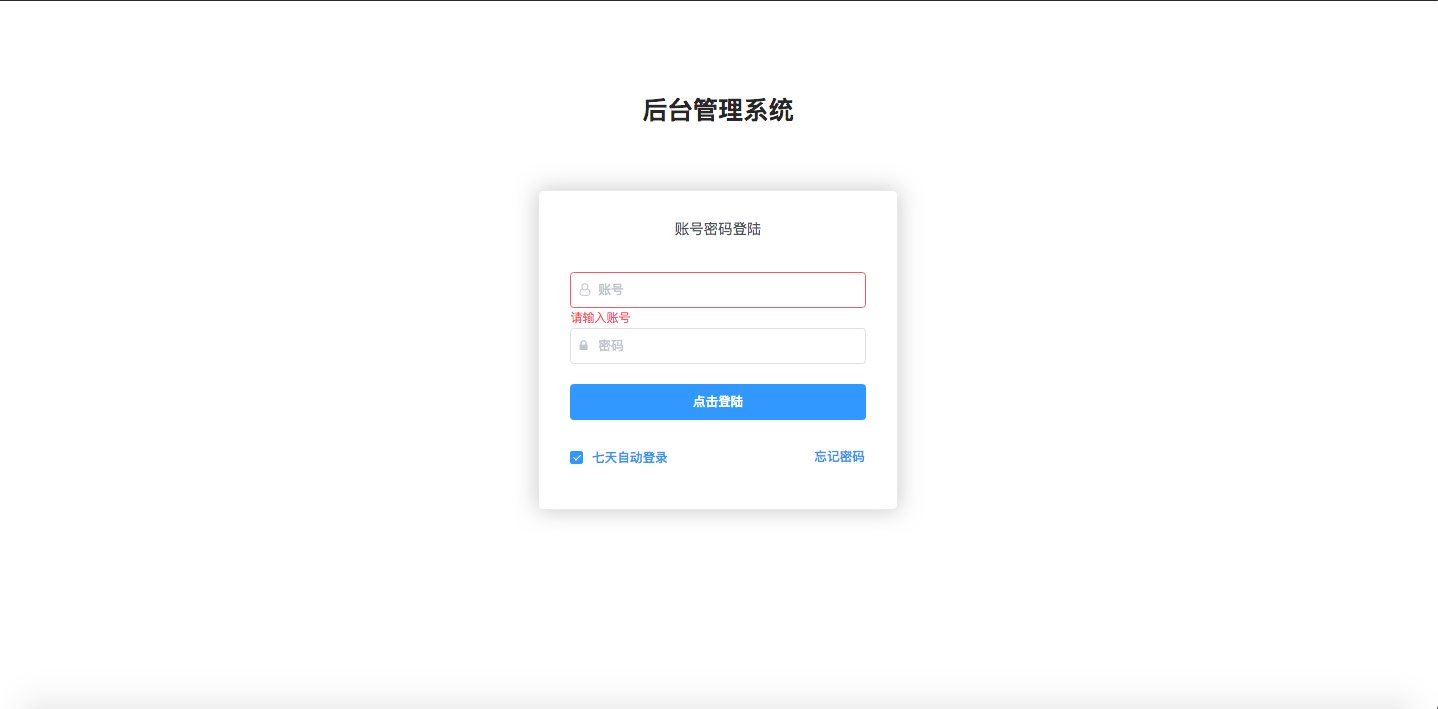 后台管理系统
账号密码登陆
账号
请输入账号
密码
点击登陆
七天自动登录 忘记密码